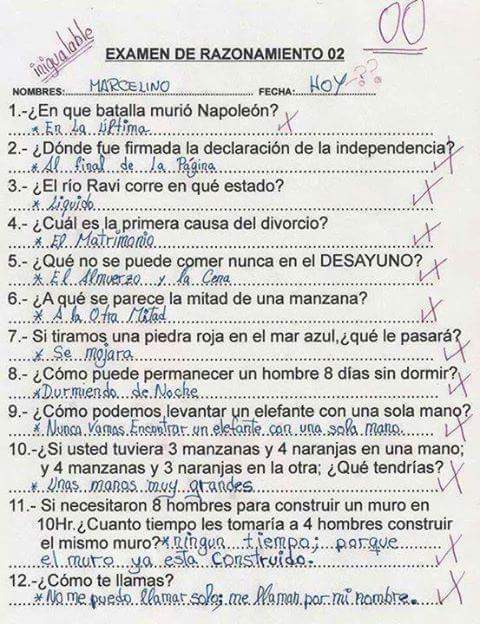 inigualable
00
EXAMEN DE RAZONAMIENTO 02
NOMBRES: MARCELINO FECHA: HOY ??
1.-¿En que batalla murió Napoleón?
* En la última
2.- ¿Dónde fue firmada la declaración de la independencia?
* Al final de la Página
3.- ¿El río Ravi corre en qué estado?
* Liquido
4.- ¿Cuál es la primera causa del divorcio?
* El Matrimonio
5.- ¿Qué no se puede comer nunca en el DESAYUNO?
* El Almuerzo y la Cena
6.- ¿A qué se parece la mitad de una manzana?
* A la Otra Mitad
7.- Si tiramos una piedra roja en el mar azul,¿qué le pasará?
* Se mojara
8.- ¿Cómo puede permanecer un hombre 8 días sin dormir?
*Durmiendo de Noche
9.- ¿Cómo podemos levantar un elefante con una sola mano?
* Nunca Vamos Encontrar un elefante con una sola mano.
10.-¿Si usted tuviera 3 manzanas y 4 naranjas en una mano;
y 4 manzanas y 3 naranjas en la otra; ¿Qué tendrías?
* Unas manos muy grandes
11.- Si necesitaron 8 hombres para construir un muro en
10Hr.¿Cuanto tiempo les tomaría a 4 hombres construir
el mismo muro?*ningun tiempo; porque
el muro ya esta construido.
12.-¿Cómo te llamas?
*No me puedo llamar solo; me llaman por mi nombre.